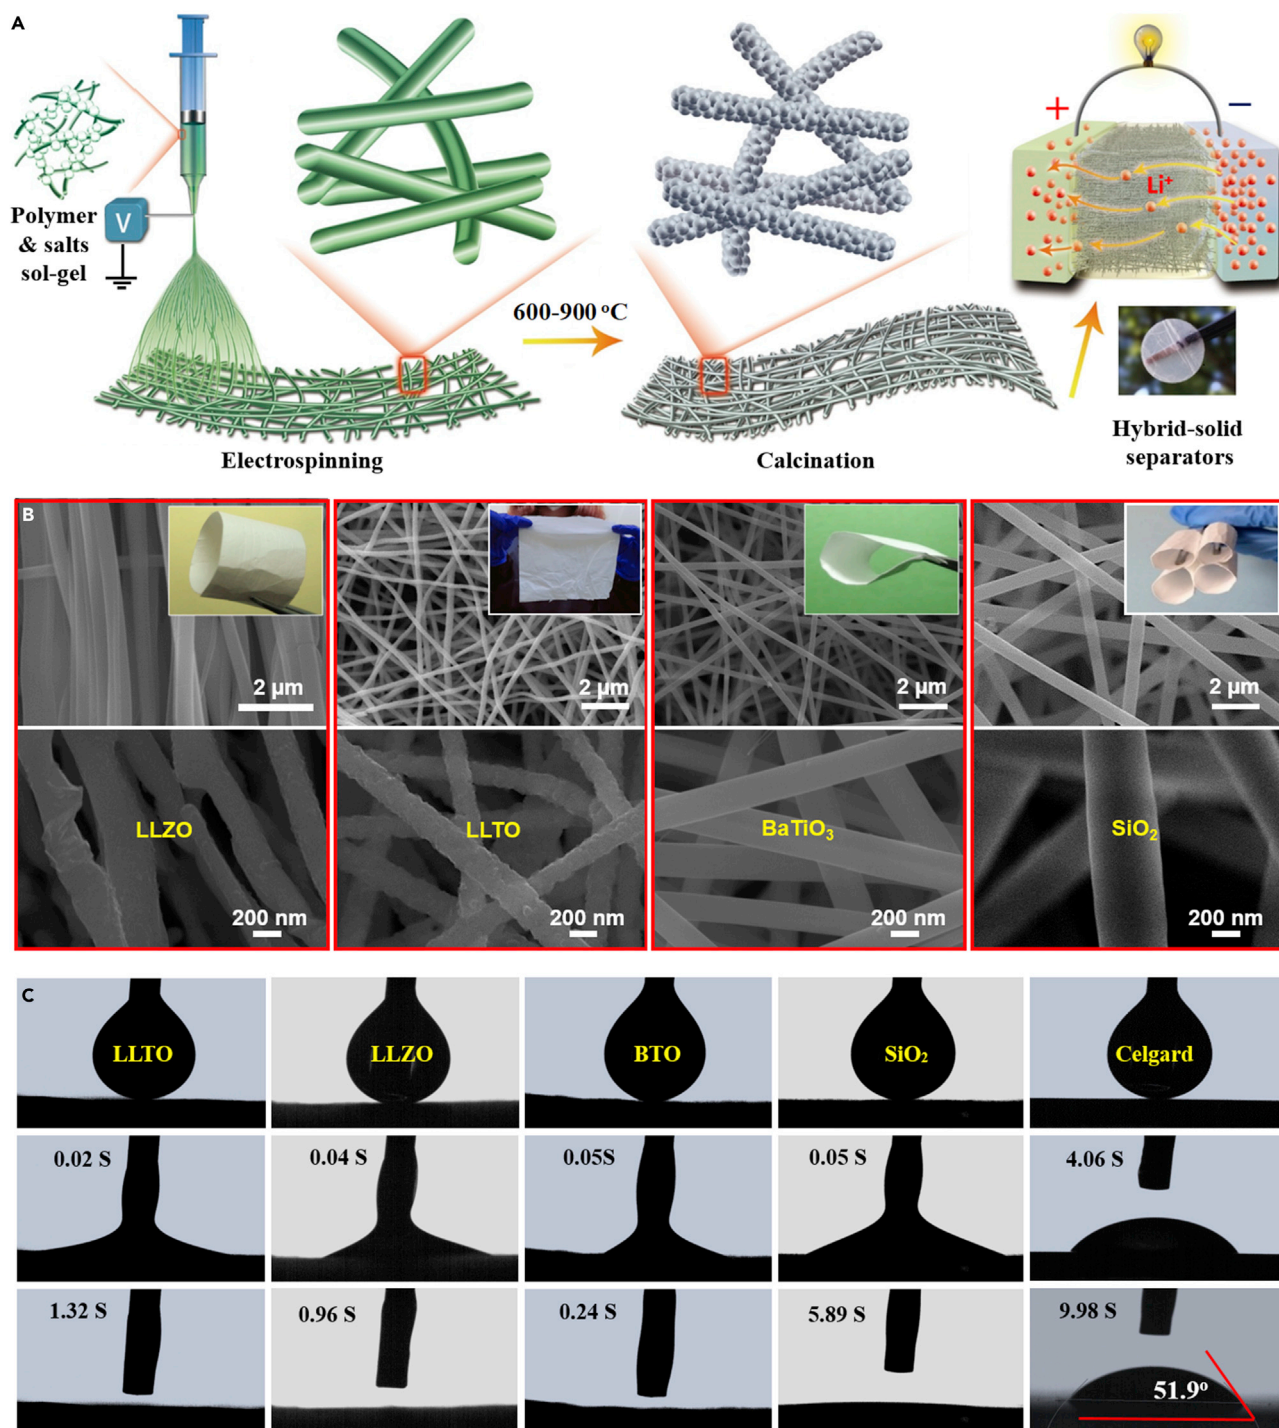 A
Polymer
& salts
sol-gel
V
600-900 °C
+
−
Li⁺
Electrospinning
Calcination
Hybrid-solid
separators
B
2 μm
2 μm
2 μm
2 μm
LLZO
LLTO
BaTiO₃
SiO₂
200 nm
200 nm
200 nm
200 nm
C
LLTO
LLZO
BTO
SiO₂
Celgard
0.02 S
0.04 S
0.05S
0.05 S
4.06 S
1.32 S
0.96 S
0.24 S
5.89 S
9.98 S
51.9°